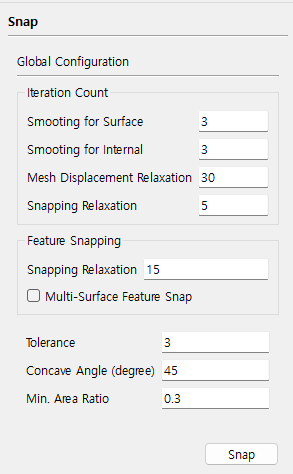 Snap
Global Configuration
Iteration Count
Smooting for Surface 3
Smooting for Internal 3
Mesh Displacement Relaxation 30
Snapping Relaxation 5
Feature Snapping
Snapping Relaxation 15
Multi-Surface Feature Snap
Tolerance 3
Concave Angle (degree) 45
Min. Area Ratio 0.3
Snap